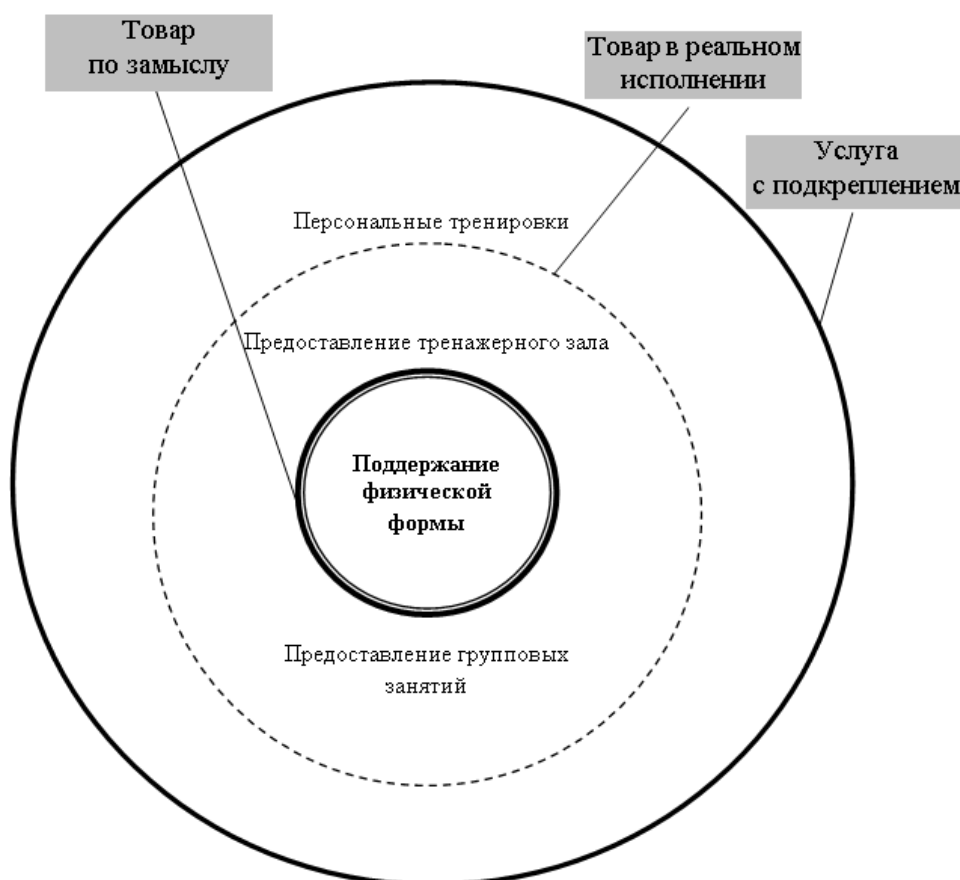 Товар
по замыслу
Товар в реальном
исполнении
Услуга
с подкреплением
Персональные тренировки
Предоставление тренажерного зала
Поддержание
физической
формы
Предоставление групповых
занятий